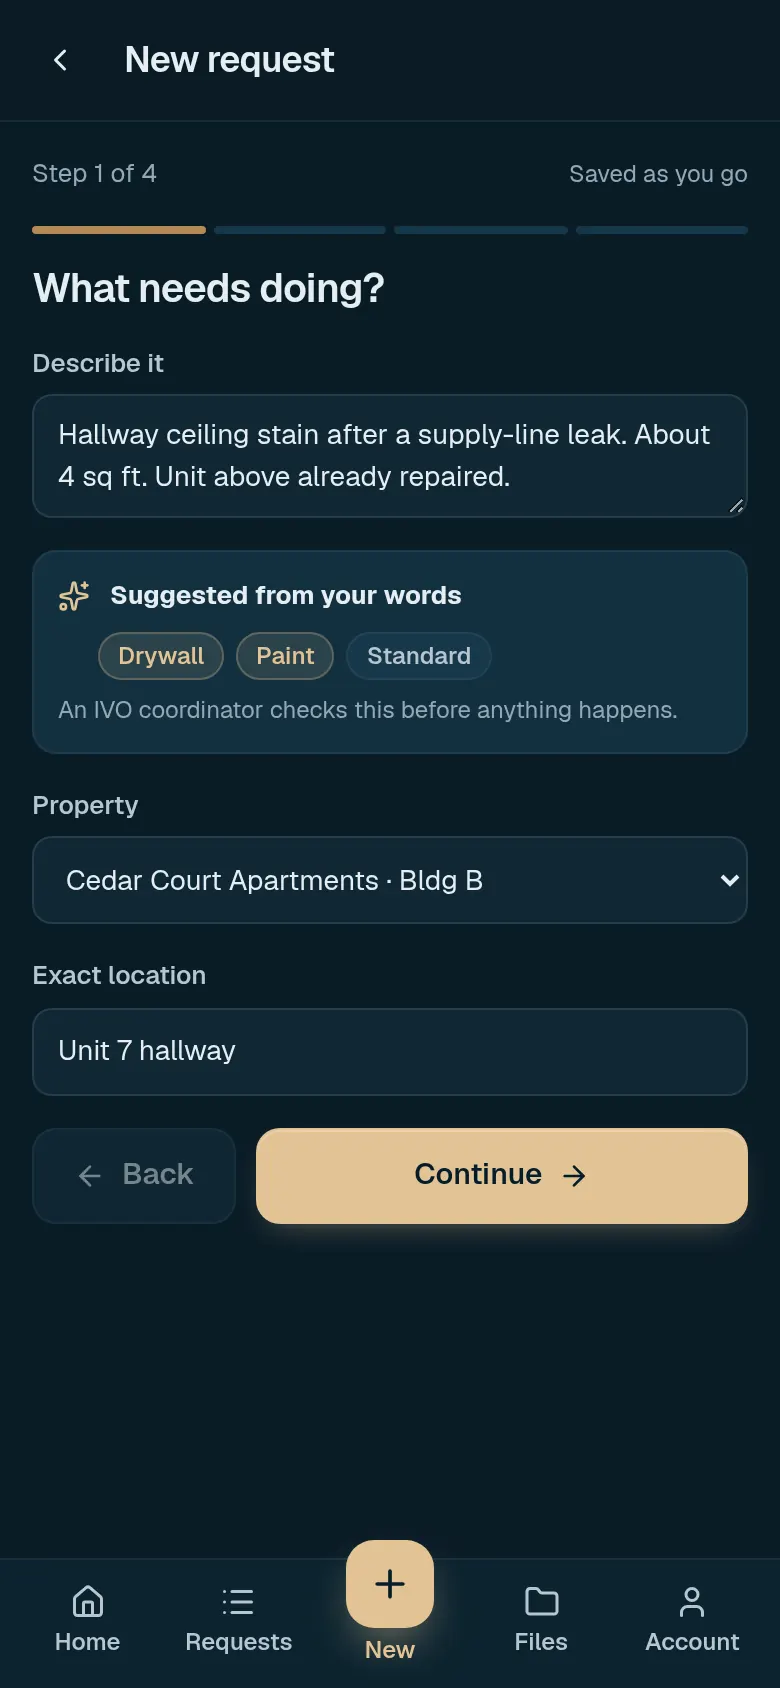 New request
Step 1 of 4
Saved as you go
What needs doing?
Describe it
Hallway ceiling stain after a supply-line leak. About
4 sq ft. Unit above already repaired.
Suggested from your words
Drywall
Paint
Standard
An IVO coordinator checks this before anything happens.
Property
Cedar Court Apartments · Bldg B
Exact location
Unit 7 hallway
Back
Continue
Home
Requests
New
Files
Account